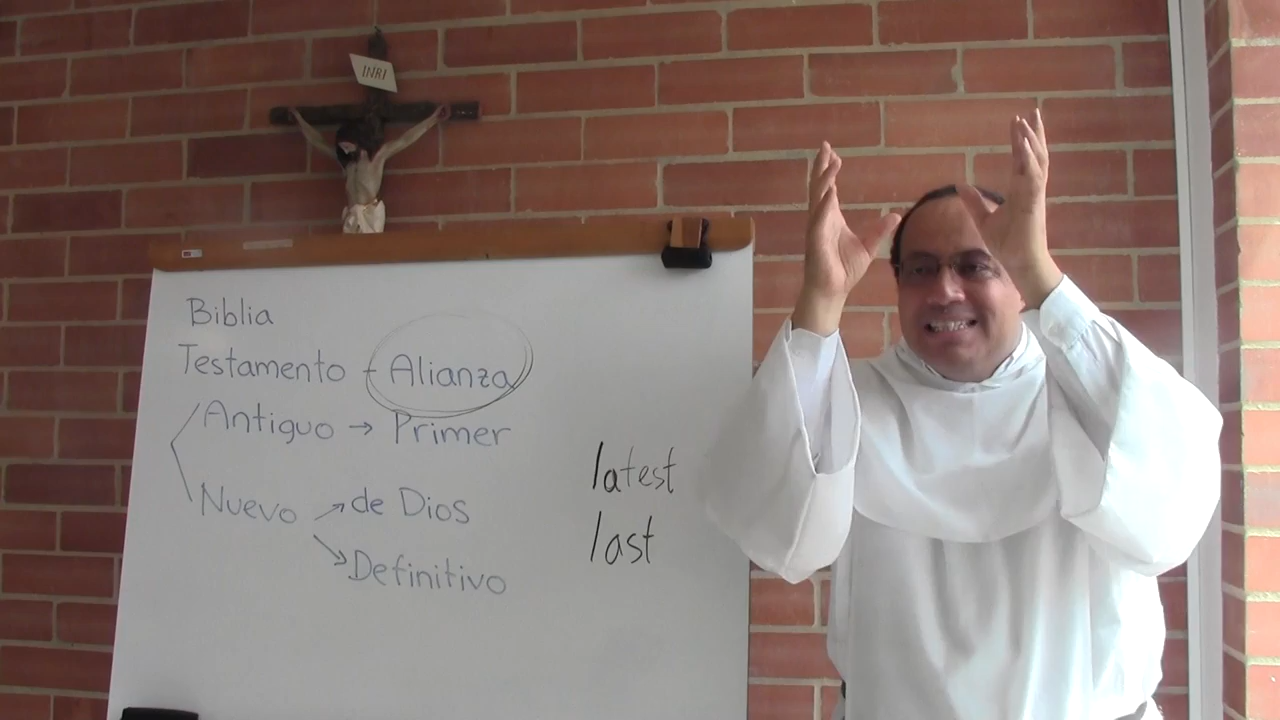 INRI
Biblia
Testamento - Alianza
Antiguo → Primer
Nuevo → de Dios
→ Definitivo
latest
last